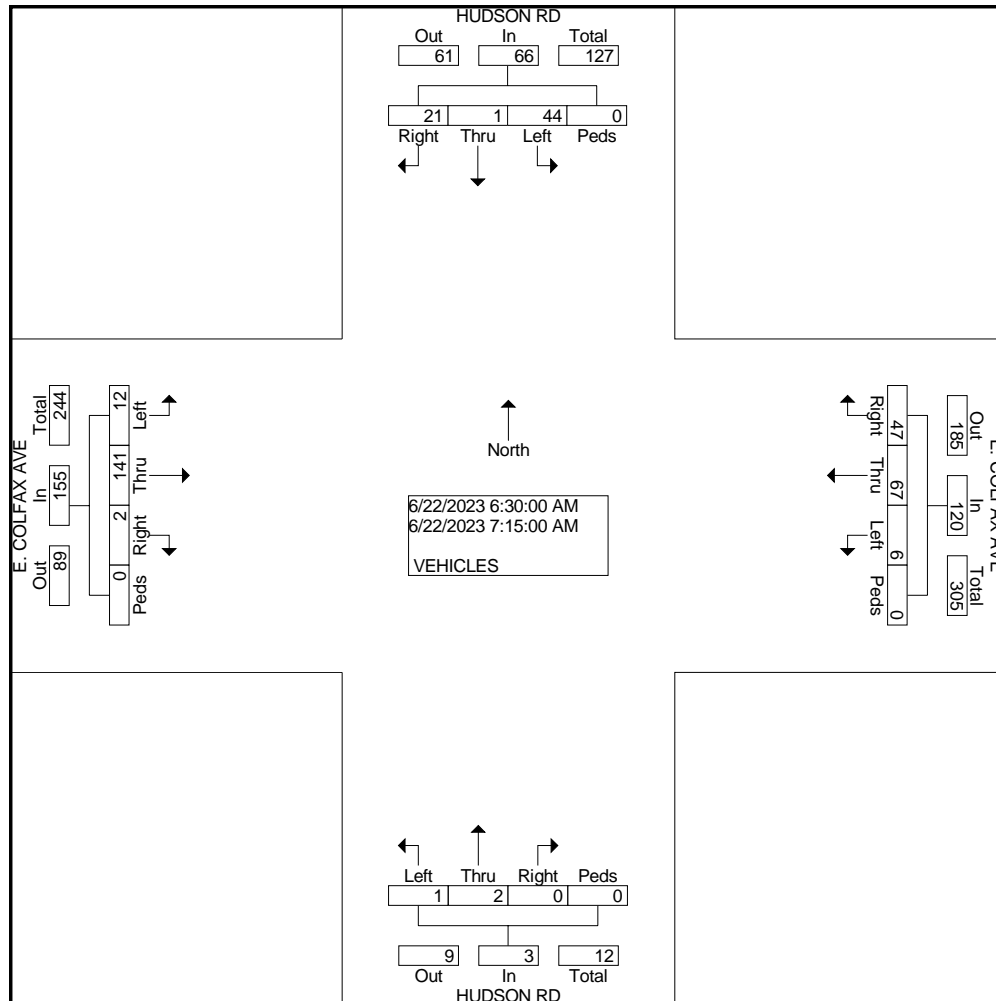 HUDSON RD
Out In Total
61 66 127
21 1 44 0
Right Thru Left Peds
E. COLFAX AVE
Total In Out
244 155 89
12 141 2 0
Left Thru Right Peds
North
6/22/2023 6:30:00 AM
6/22/2023 7:15:00 AM
VEHICLES
Right Thru Left Peds
47 67 6 0
Out In Total
185 120 305
E. COLFAX AVE
Left Thru Right Peds
1 2 0 0
9 3 12
Out In Total
HUDSON RD